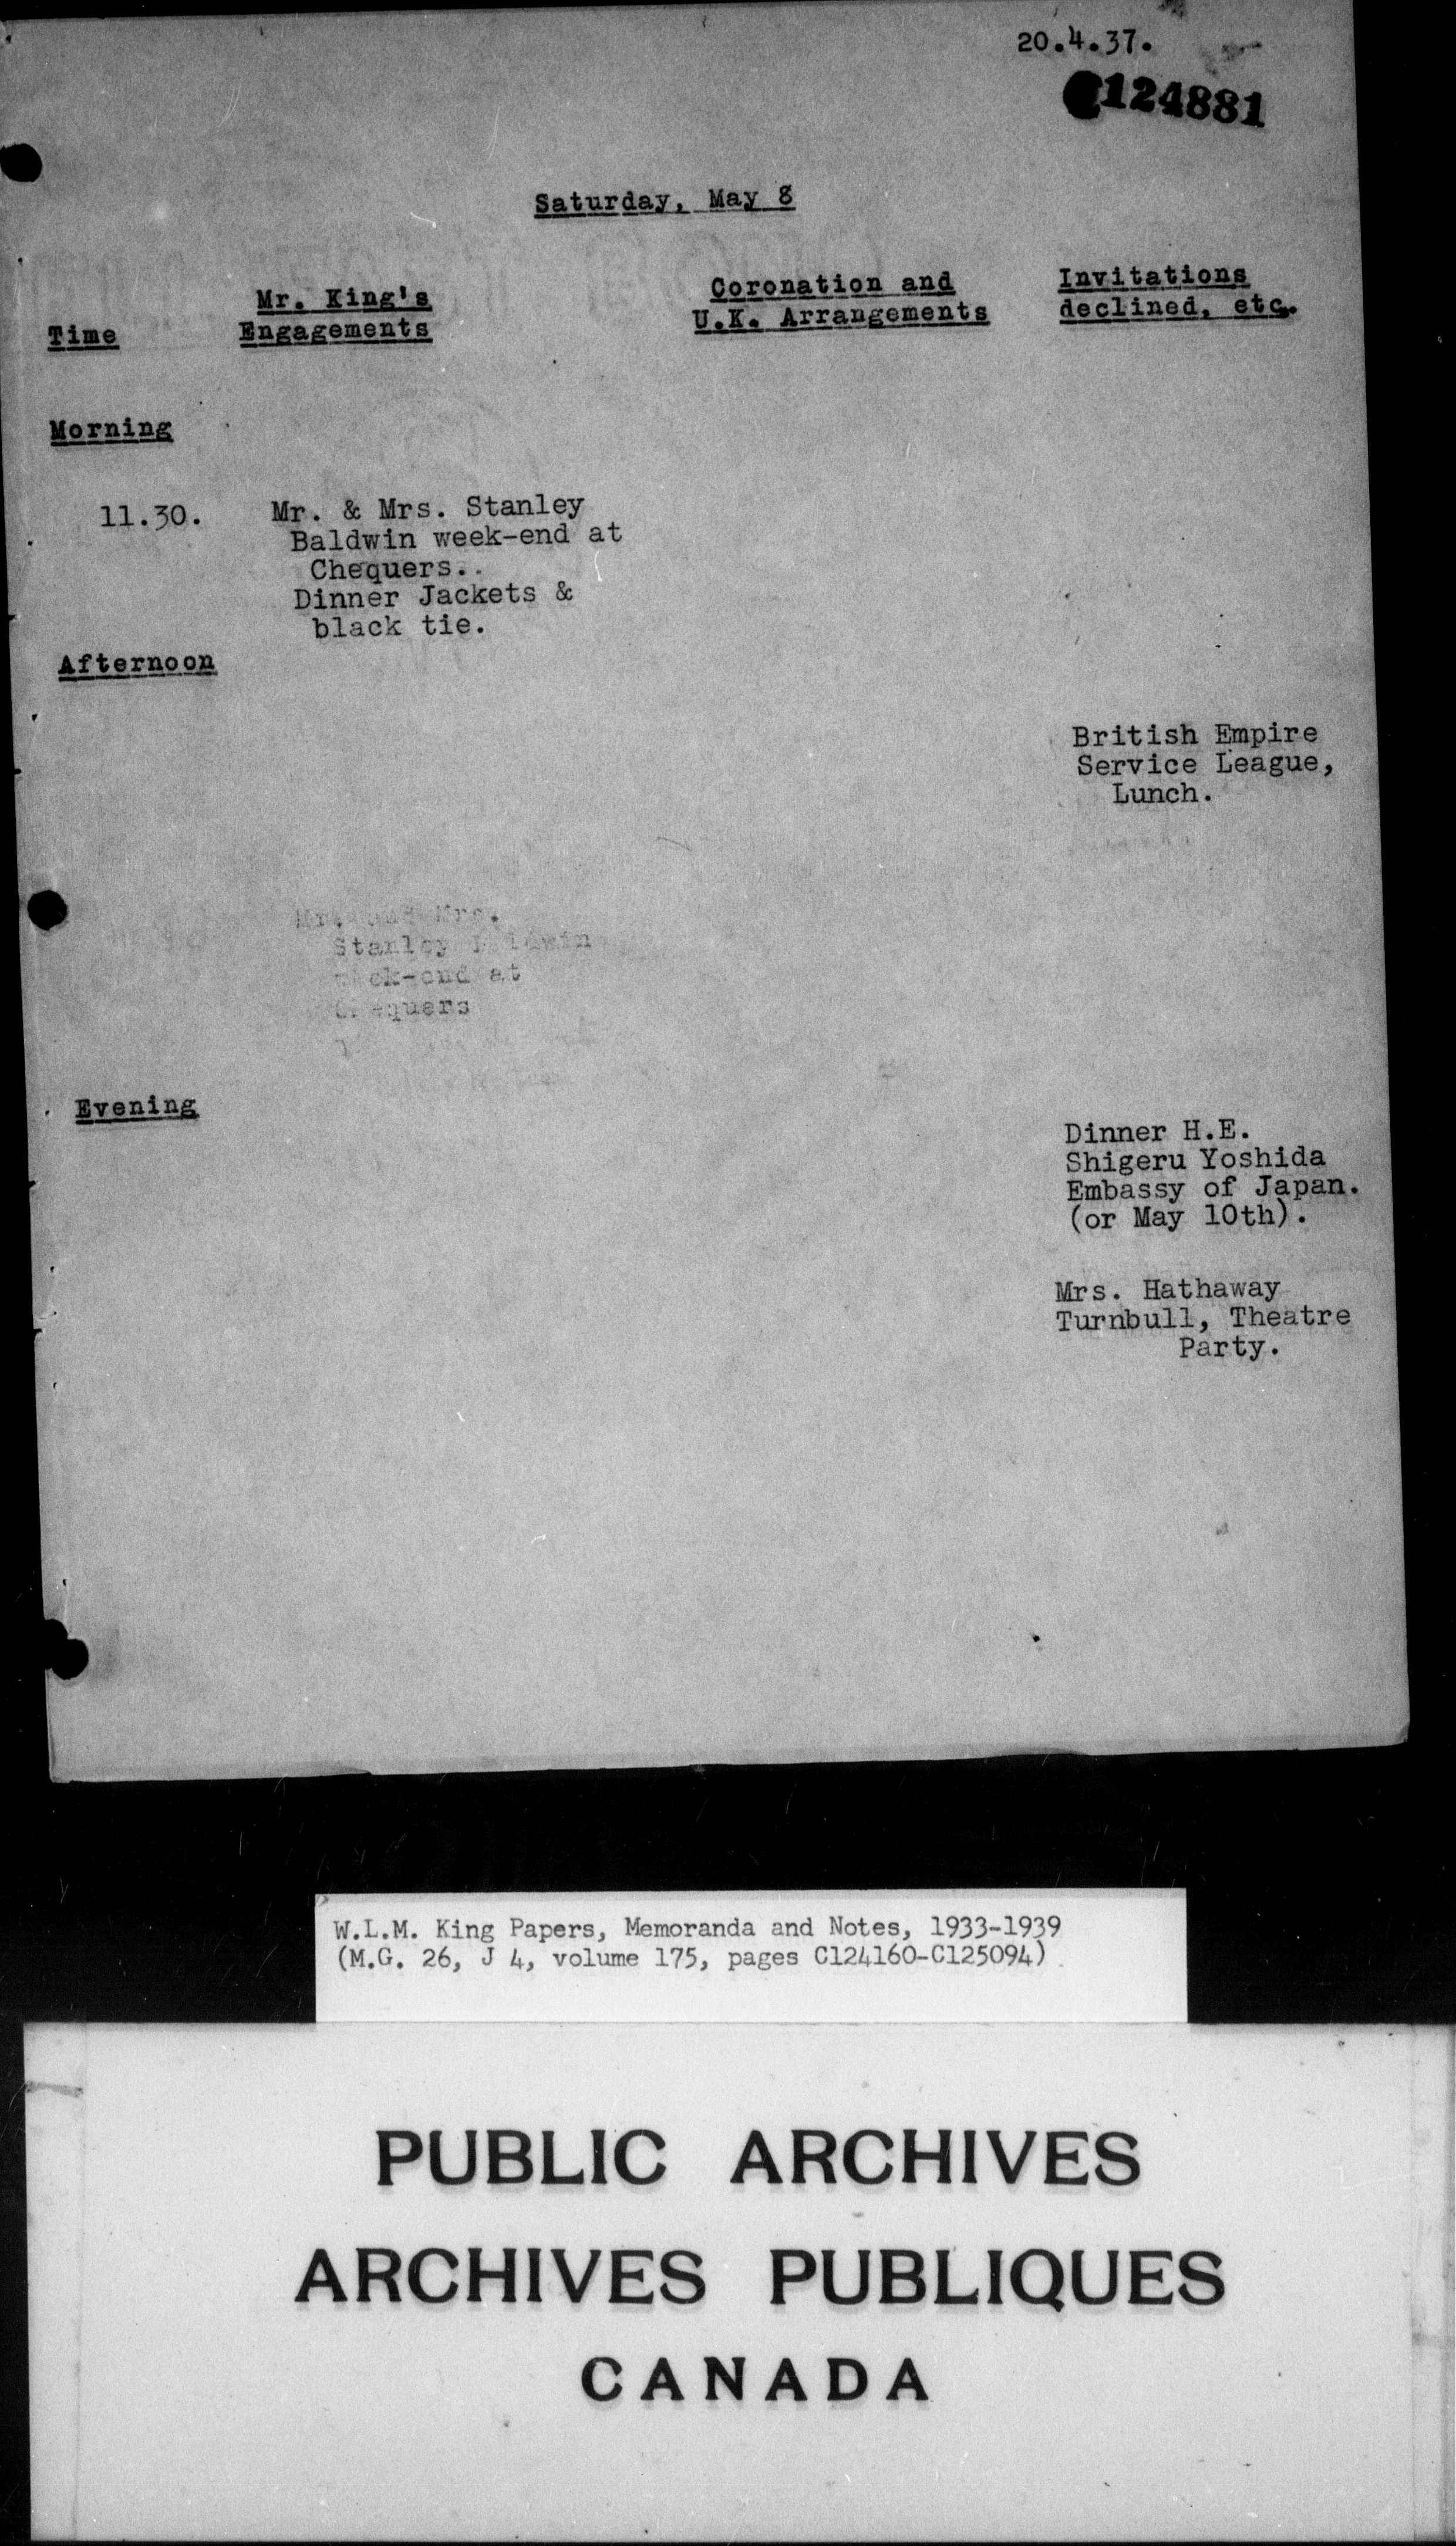 20.4.37.
C124881
Saturday, May 8
Time
Mr. King's
Engagements
Coronation and
U.K. Arrangements
Invitations
declined, etc.
Morning
11.30.
Mr. & Mrs. Stanley
Baldwin week-end at
Chequers..
Dinner Jackets &
black tie.
Afternoon
British Empire
Service League,
Lunch.
Mrs.
Stanley
at
Evening
Dinner H.E.
Shigeru Yoshida
Embassy of Japan.
(or May 10th).
Mrs. Hathaway
Turnbull, Theatre
Party.
W.L.M. King Papers, Memoranda and Notes, 1933-1939
(M.G. 26, J 4, volume 175, pages C124160-C125094)
PUBLIC ARCHIVES
ARCHIVES PUBLIQUES
CANADA